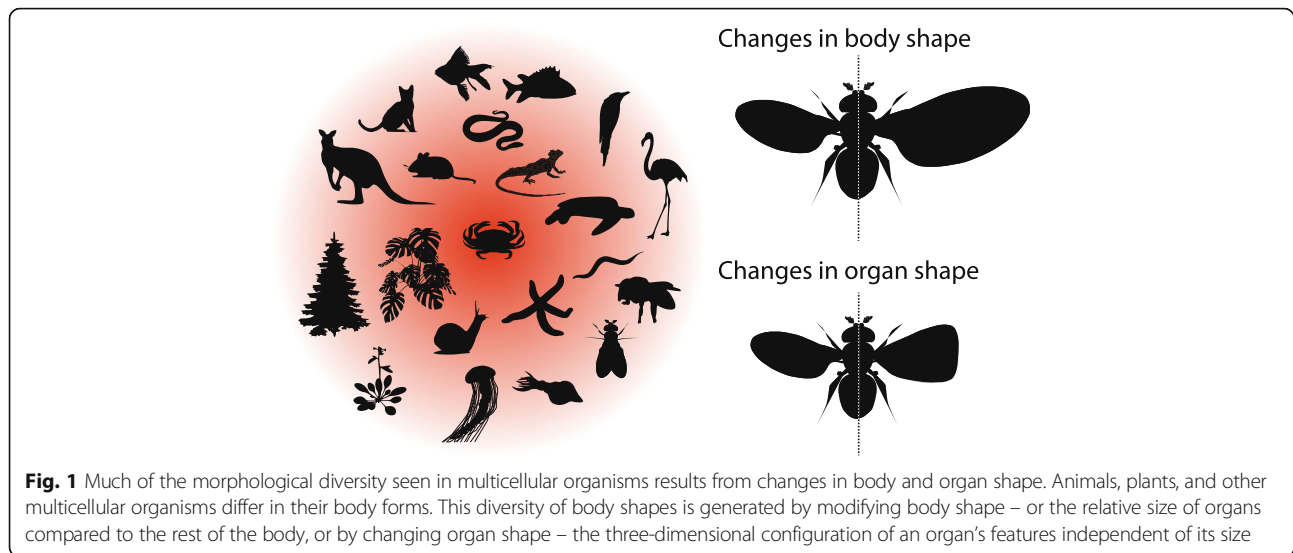 Changes in body shape
Changes in organ shape
Fig. 1 Much of the morphological diversity seen in multicellular organisms results from changes in body and organ shape. Animals, plants, and other
multicellular organisms differ in their body forms. This diversity of body shapes is generated by modifying body shape – or the relative size of organs
compared to the rest of the body, or by changing organ shape – the three-dimensional configuration of an organ’s features independent of its size